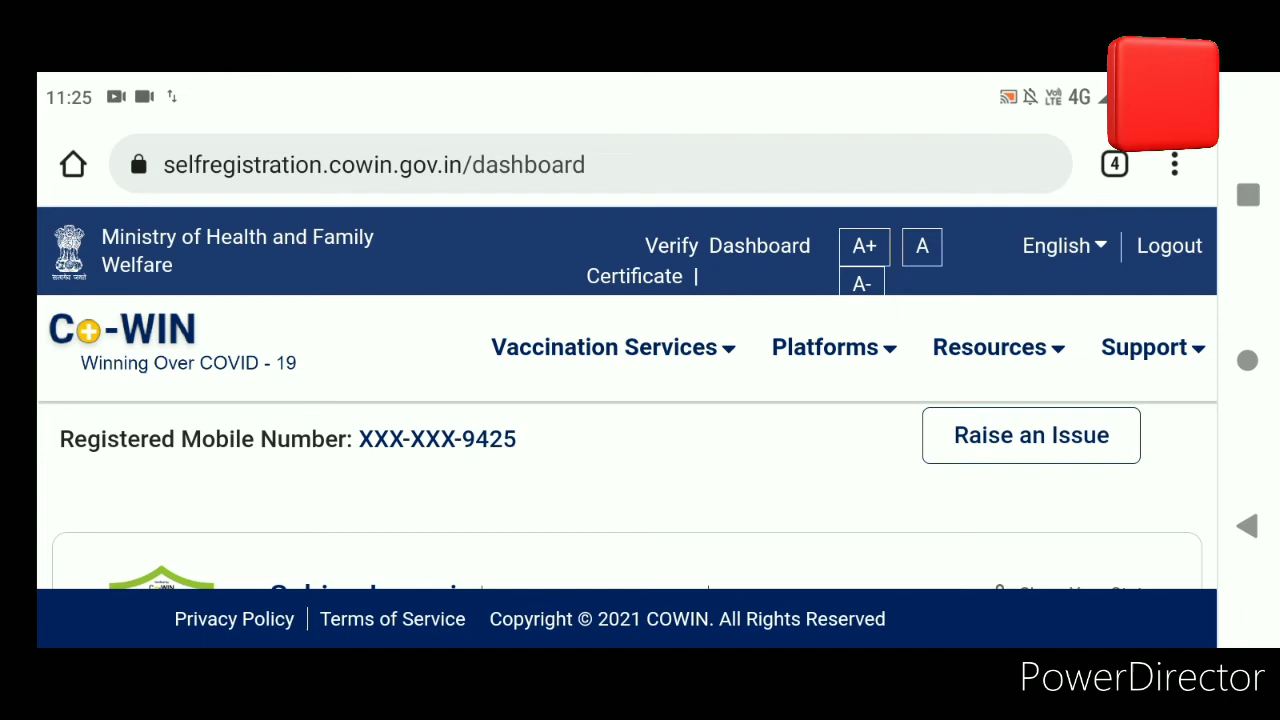 11:25 4G
selfregistration.cowin.gov.in/dashboard 4
Ministry of Health and Family
Welfare
Verify Dashboard
Certificate |
A+ A
A-
English Logout
Co-WIN
Winning Over COVID - 19
Vaccination Services Platforms Resources Support
Registered Mobile Number: XXX-XXX-9425
Raise an Issue
Privacy Policy Terms of Service Copyright © 2021 COWIN. All Rights Reserved
PowerDirector